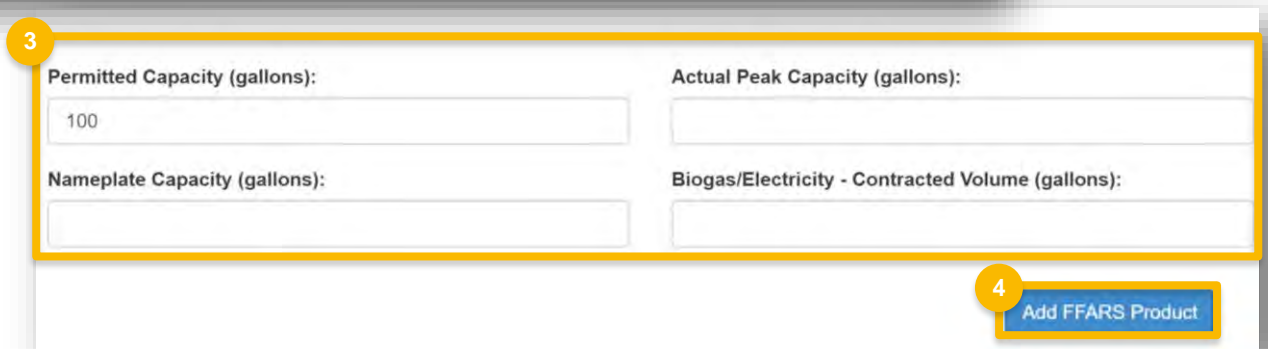 3
Permitted Capacity (gallons):
Actual Peak Capacity (gallons):
100
Nameplate Capacity (gallons):
Biogas/Electricity - Contracted Volume (gallons):
4
Add FFARS Product